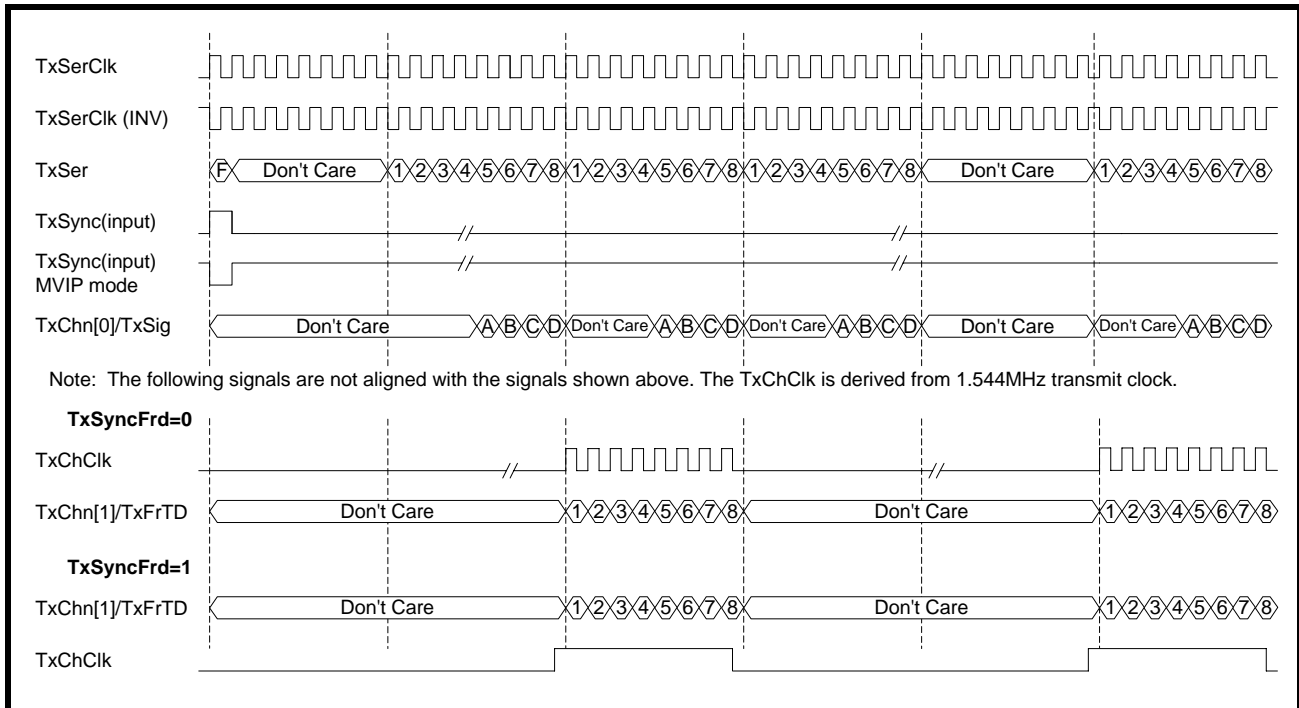 TxSerClk
TxSerClk (INV)
TxSer F Don't Care 1 2 3 4 5 6 7 8 1 2 3 4 5 6 7 8 1 2 3 4 5 6 7 8 Don't Care 1 2 3 4 5 6 7 8
TxSync(input)
TxSync(input)
MVIP mode
TxChn[0]/TxSig Don't Care A B C D Don't Care A B C D Don't Care A B C D Don't Care Don't Care A B C D
Note: The following signals are not aligned with the signals shown above. The TxChClk is derived from 1.544MHz transmit clock.
TxSyncFrd=0
TxChClk
TxChn[1]/TxFrTD Don't Care 1 2 3 4 5 6 7 8 Don't Care 1 2 3 4 5 6 7 8
TxSyncFrd=1
TxChn[1]/TxFrTD Don't Care 1 2 3 4 5 6 7 8 Don't Care 1 2 3 4 5 6 7 8
TxChClk